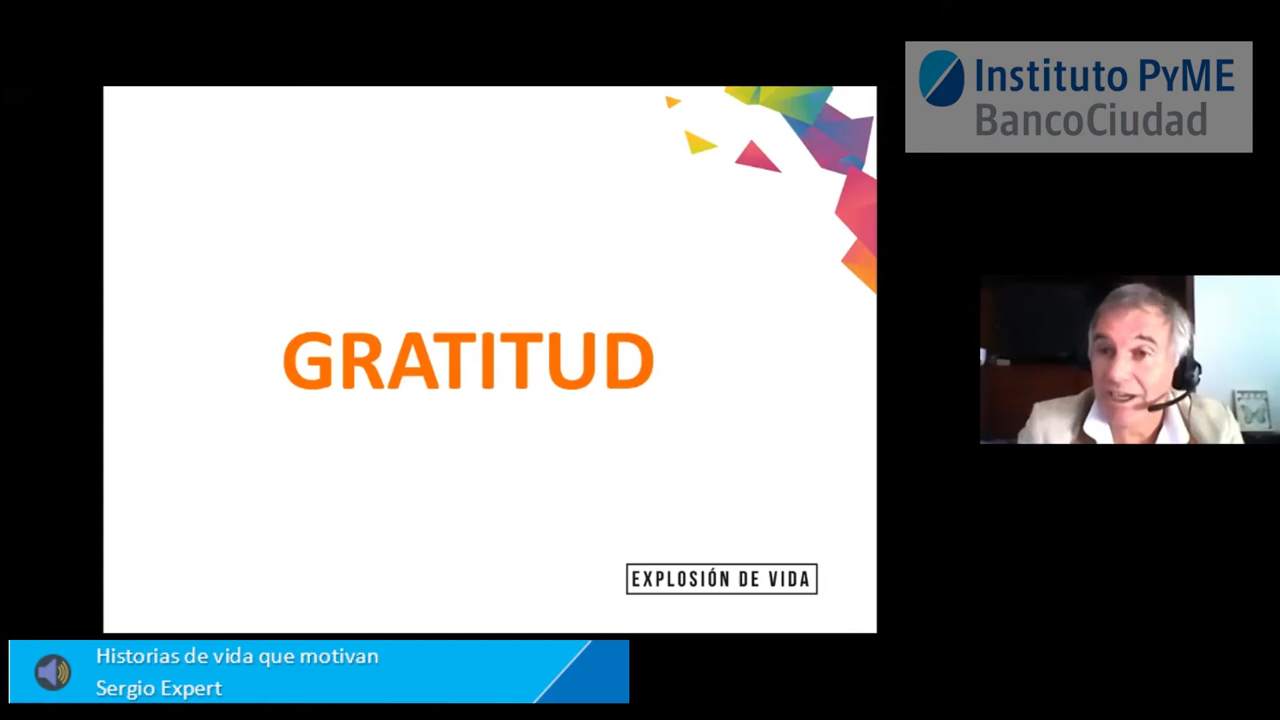 Instituto PyME
BancoCiudad
GRATITUD
EXPLOSIÓN DE VIDA
Historias de vida que motivan
Sergio Expert